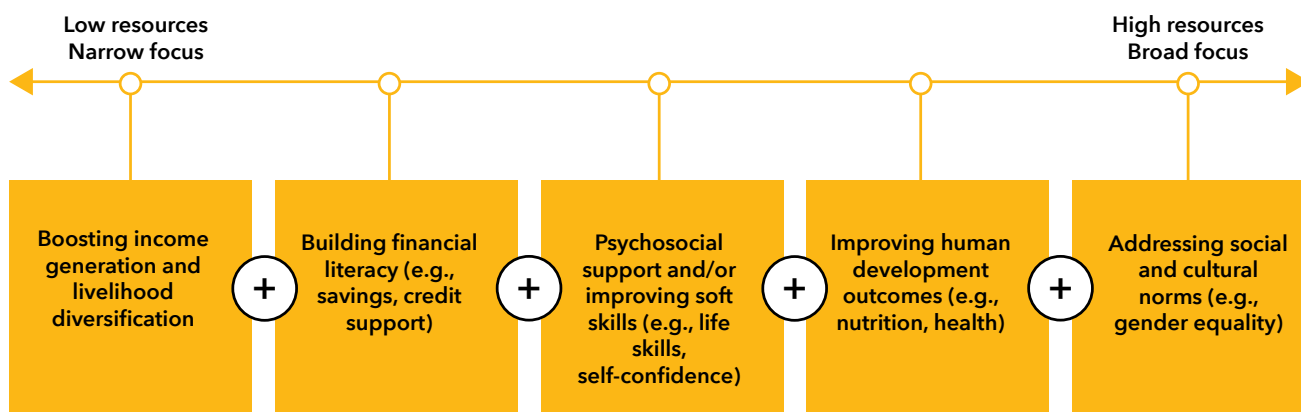 Low resources
Narrow focus
High resources
Broad focus
Boosting income
generation and
livelihood
diversification
+
Building financial
literacy (e.g.,
savings, credit
support)
+
Psychosocial
support and/or
improving soft
skills (e.g., life
skills,
self-confidence)
+
Improving human
development
outcomes (e.g.,
nutrition, health)
+
Addressing social
and cultural
norms (e.g.,
gender equality)